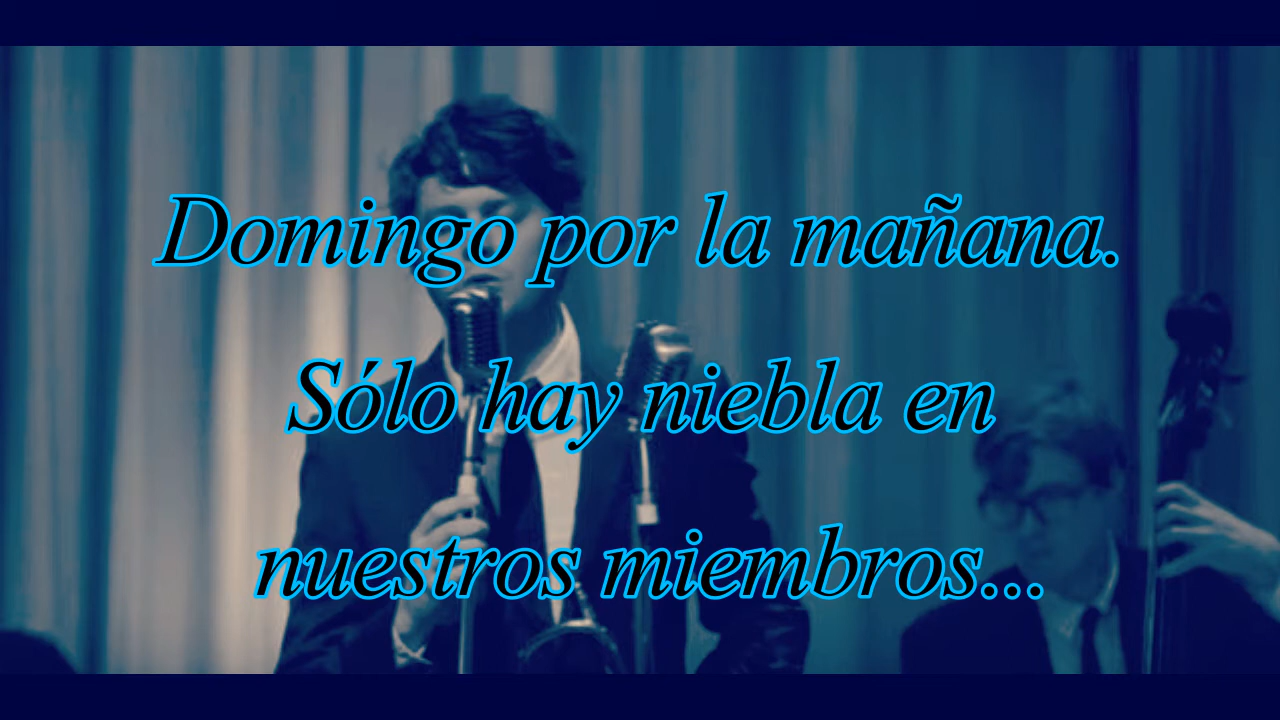 Domingo por la mañana.
Sólo hay niebla en
nuestros miembros...